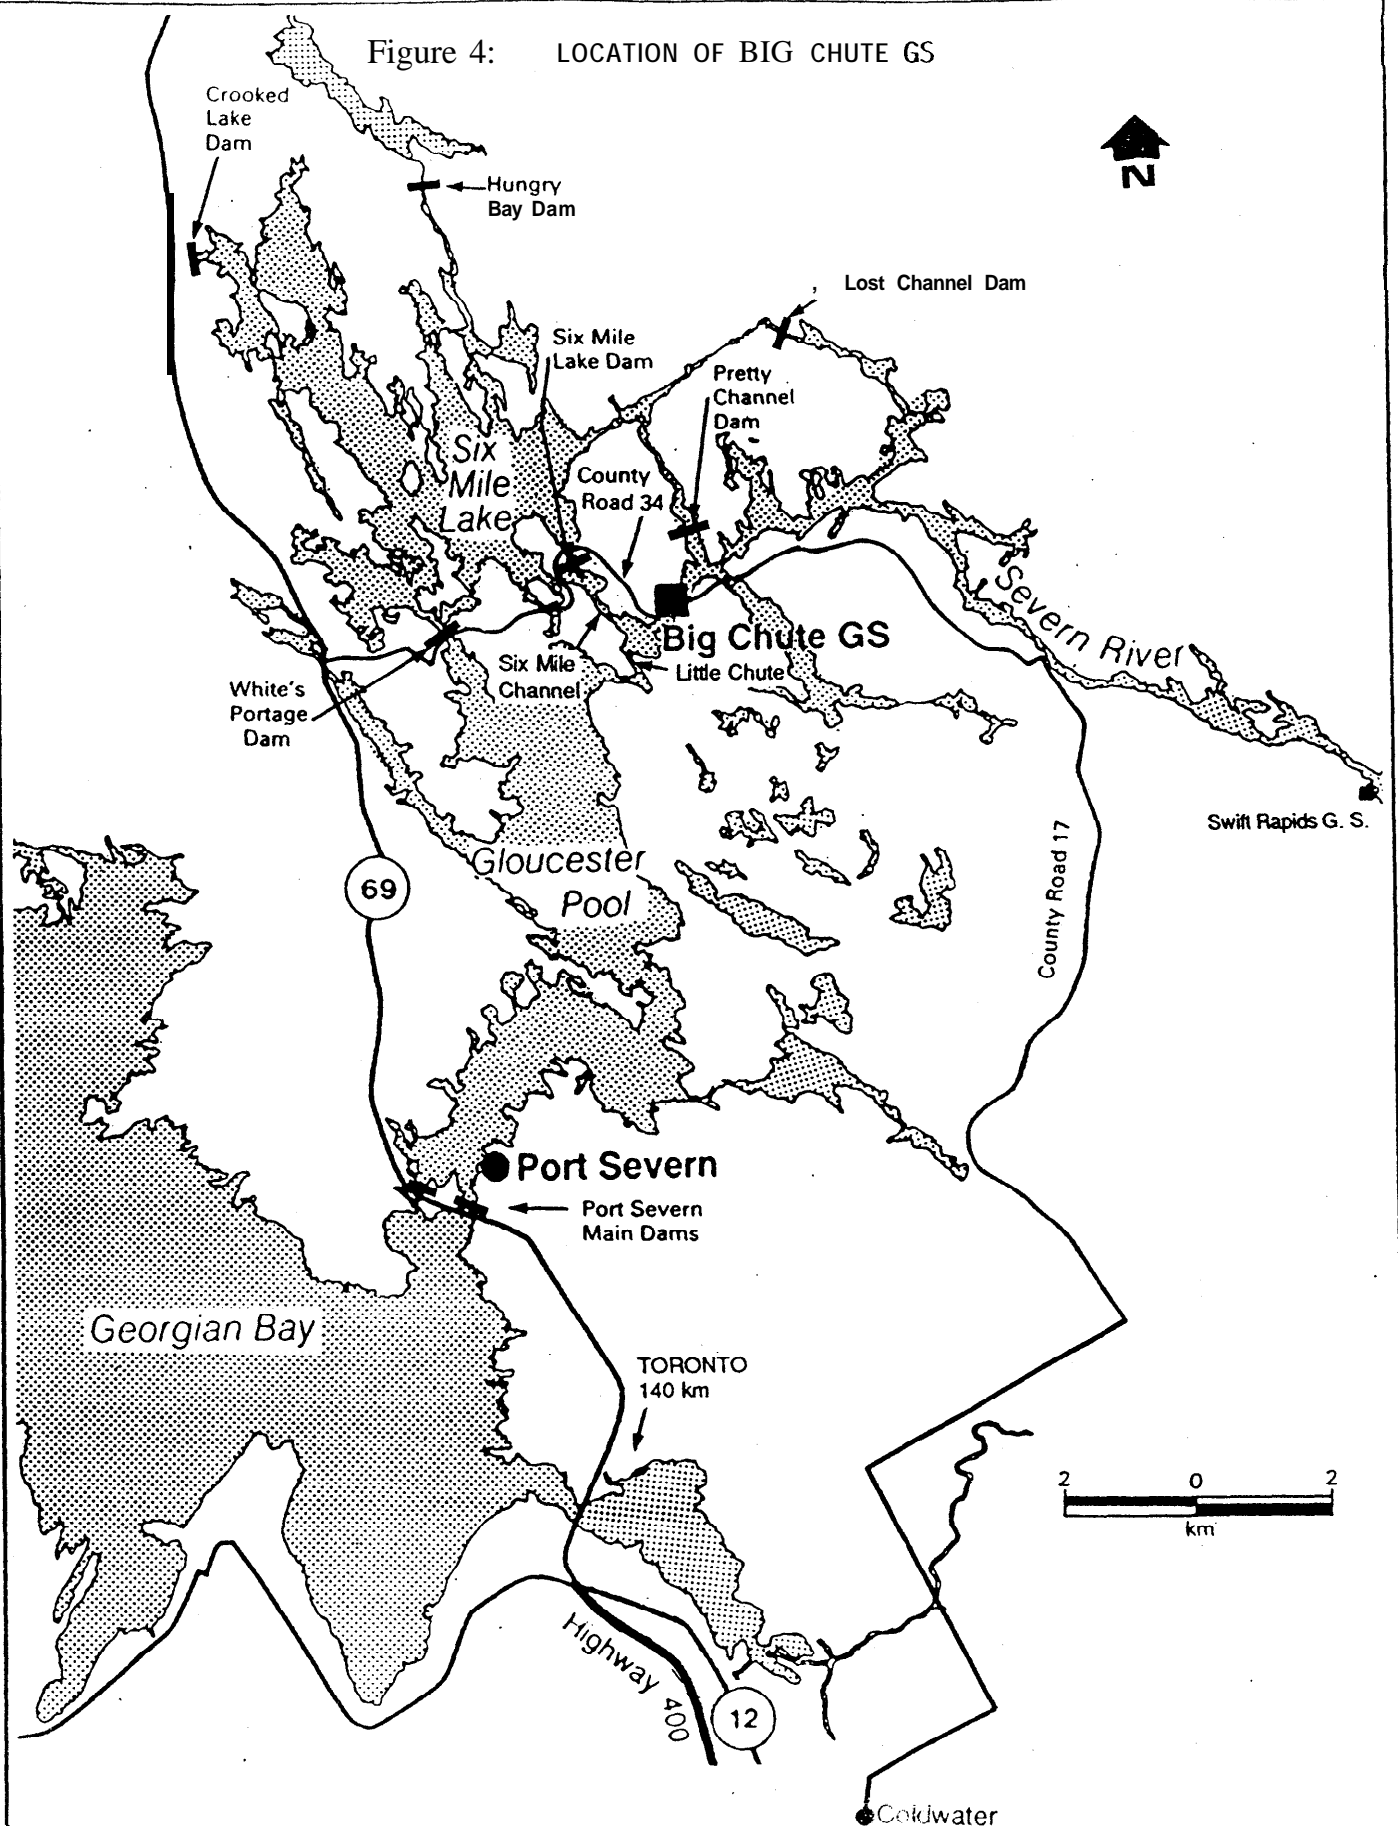 Figure 4: LOCATION OF BIG CHUTE GS
Crooked
Lake
Dam
N
Hungry
Bay Dam
Lost Channel Dam
Six Mile
Lake Dam
Pretty
Channel
Dam
Six
Mile
Lake
County
Road 34
Severn River
Big Chute GS
Six Mile
Channel
Little Chute
White's
Portage
Dam
Swift Rapids G. S.
Gloucester
Pool
69
County Road 17
Port Severn
Port Severn
Main Dams
Georgian Bay
TORONTO
140 km
2 0 2
km
Highway 400
12
Coldwater